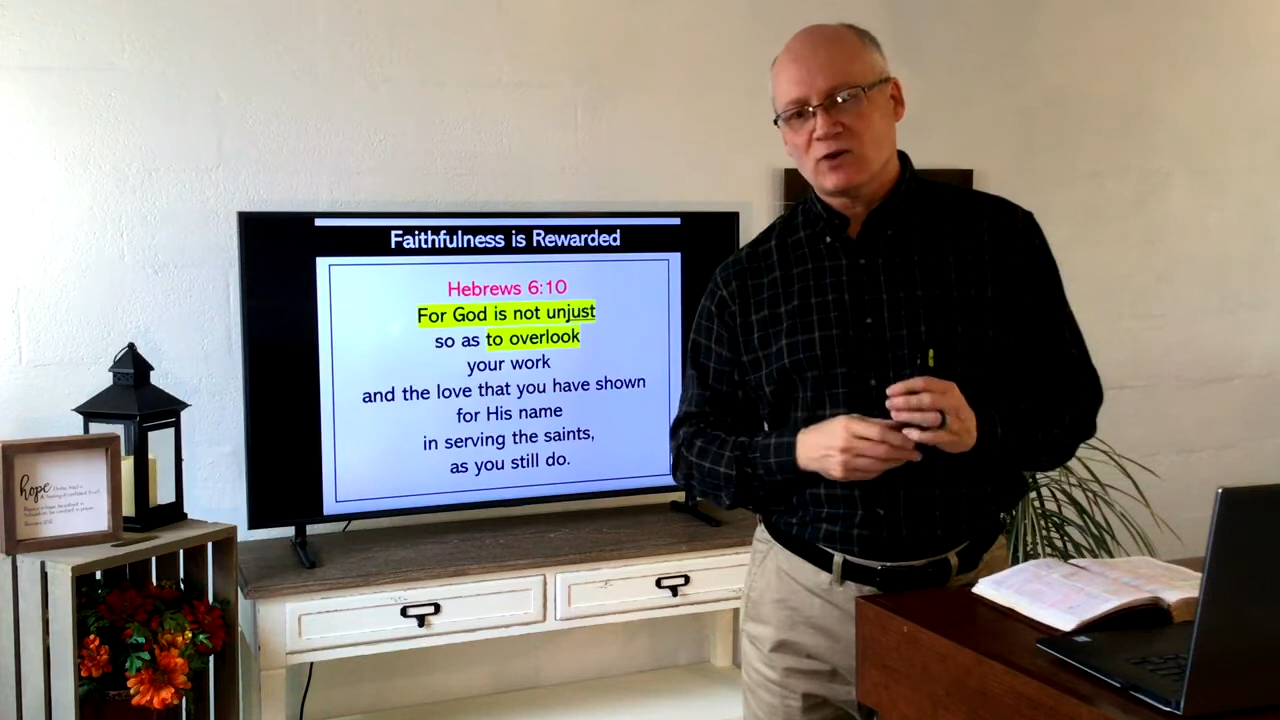 Faithfulness is Rewarded
Hebrews 6:10
For God is not unjust
so as to overlook
your work
and the love that you have shown
for His name
in serving the saints,
as you still do.
hope